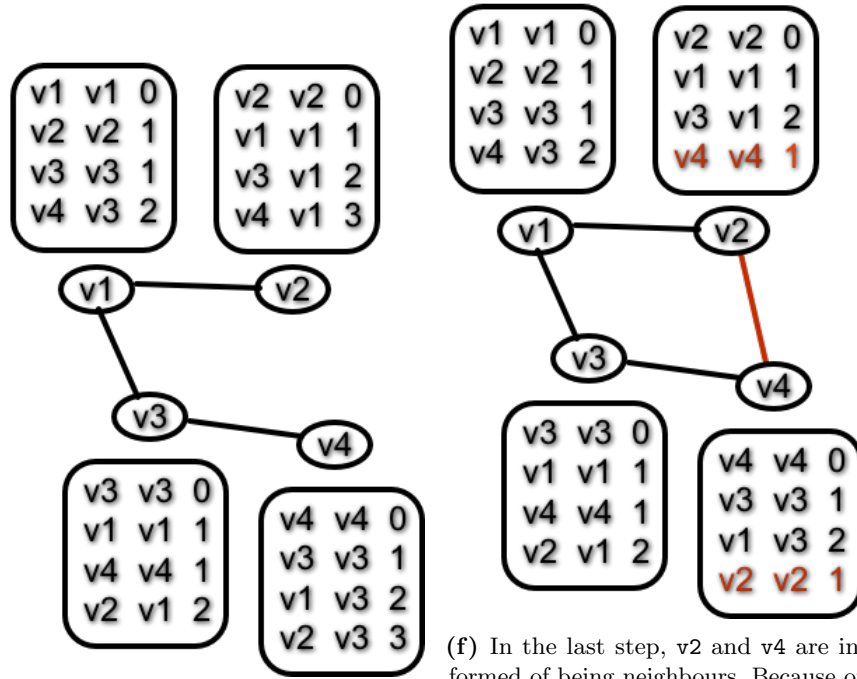 v1 v1 0
v2 v2 1
v3 v3 1
v4 v3 2
v2 v2 0
v1 v1 1
v3 v1 2
v4 v1 3
v1
v2
v3
v4
v3 v3 0
v1 v1 1
v4 v4 1
v2 v1 2
v4 v4 0
v3 v3 1
v1 v3 2
v2 v3 3
v1 v1 0
v2 v2 1
v3 v3 1
v4 v3 2
v2 v2 0
v1 v1 1
v3 v1 2
v4 v4 1
v1
v2
v3
v4
v3 v3 0
v1 v1 1
v4 v4 1
v2 v1 2
v4 v4 0
v3 v3 1
v1 v3 2
v2 v2 1
(f) In the last step, v2 and v4 are in
formed of being neighbours. Because o